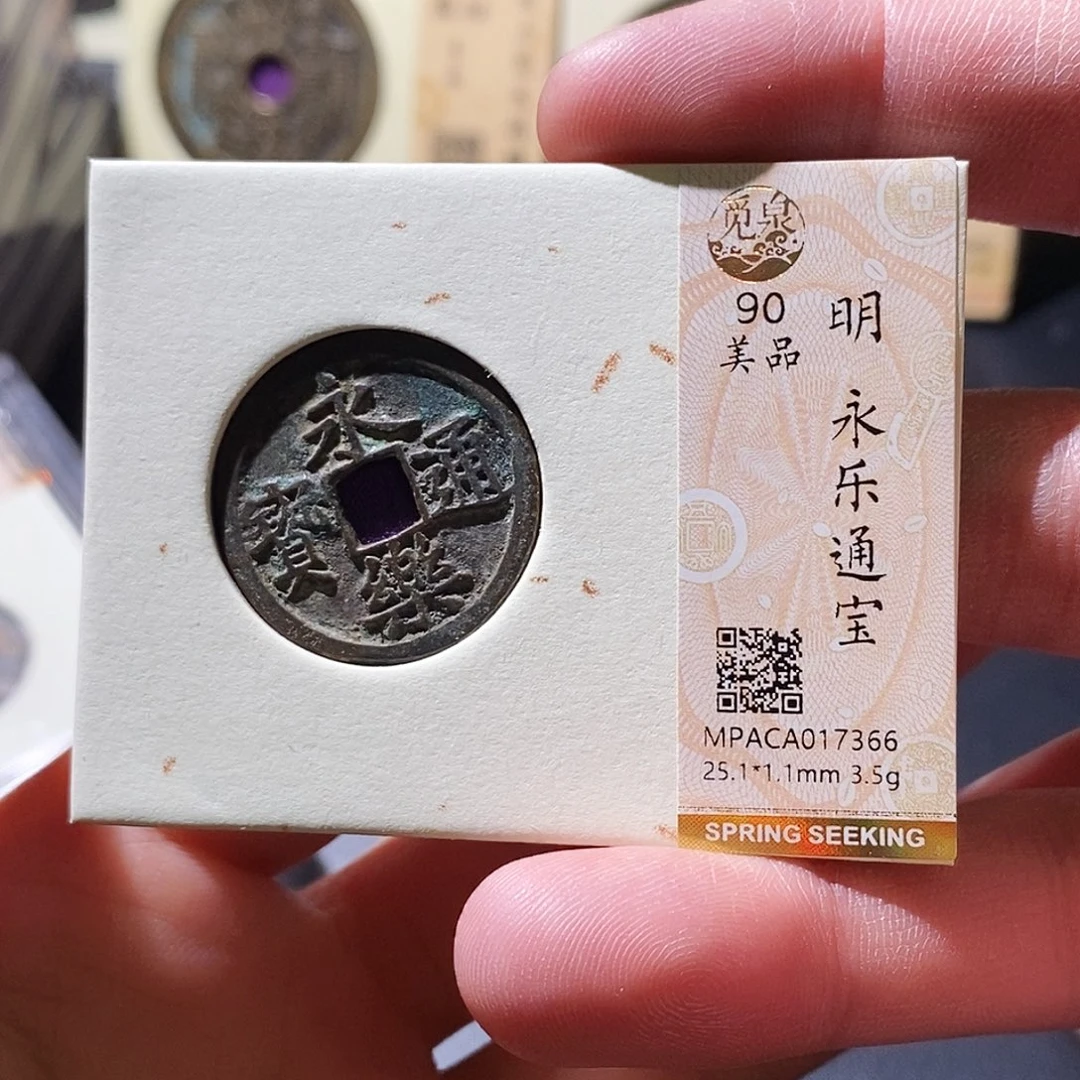 永樂通寶
觅泉
90
美品
明
永乐通宝
MPACA017366
25.1*1.1mm 3.5g
SPRING SEEKING